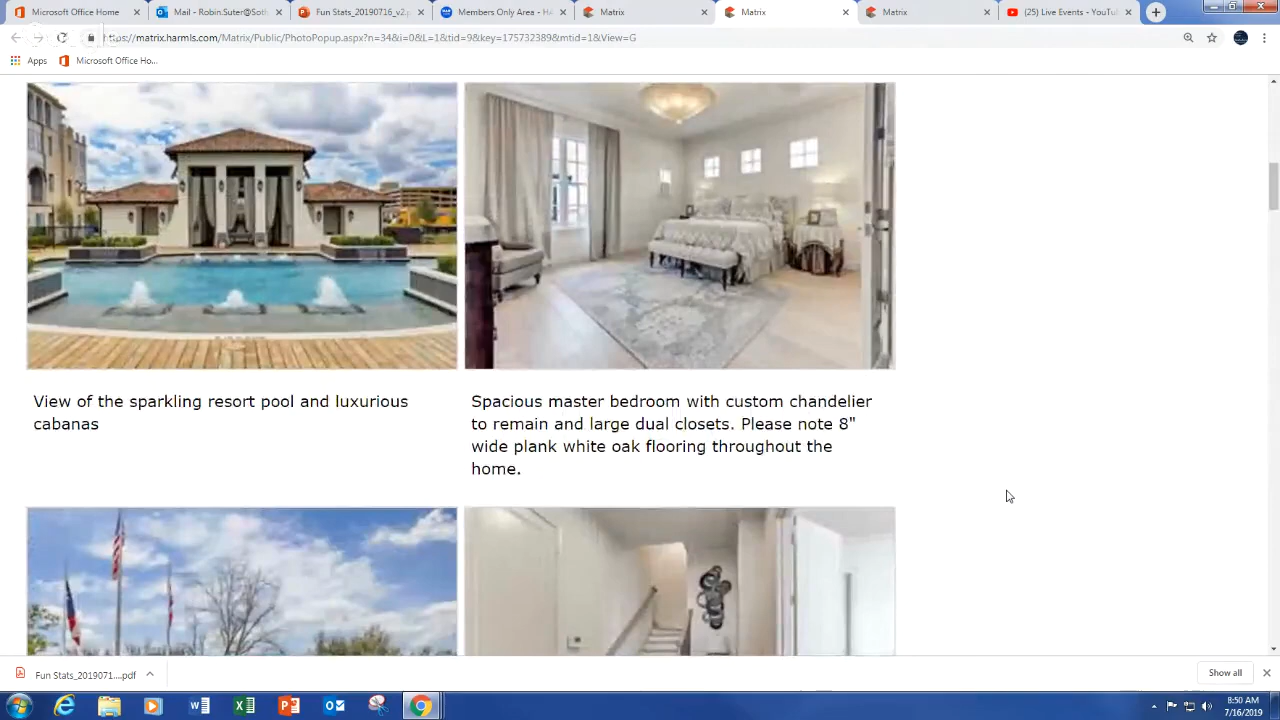 Microsoft Office Home
Mail - Robin.Suter@Soth
Fun Stats_20190716_v2.p
Members Only Area - H
Matrix
Matrix
Matrix
(25) Live Events - YouTu
https://matrix.harmls.com/Matrix/Public/PhotoPopup.aspx?n=34&i=0&L=1&tid=9&key=175732389&mtid=1&View=G
Apps
Microsoft Office Ho...
View of the sparkling resort pool and luxurious
cabanas
Spacious master bedroom with custom chandelier
to remain and large dual closets. Please note 8"
wide plank white oak flooring throughout the
home.
Fun Stats_2019071....pdf
Show all
8:50 AM
7/16/2019